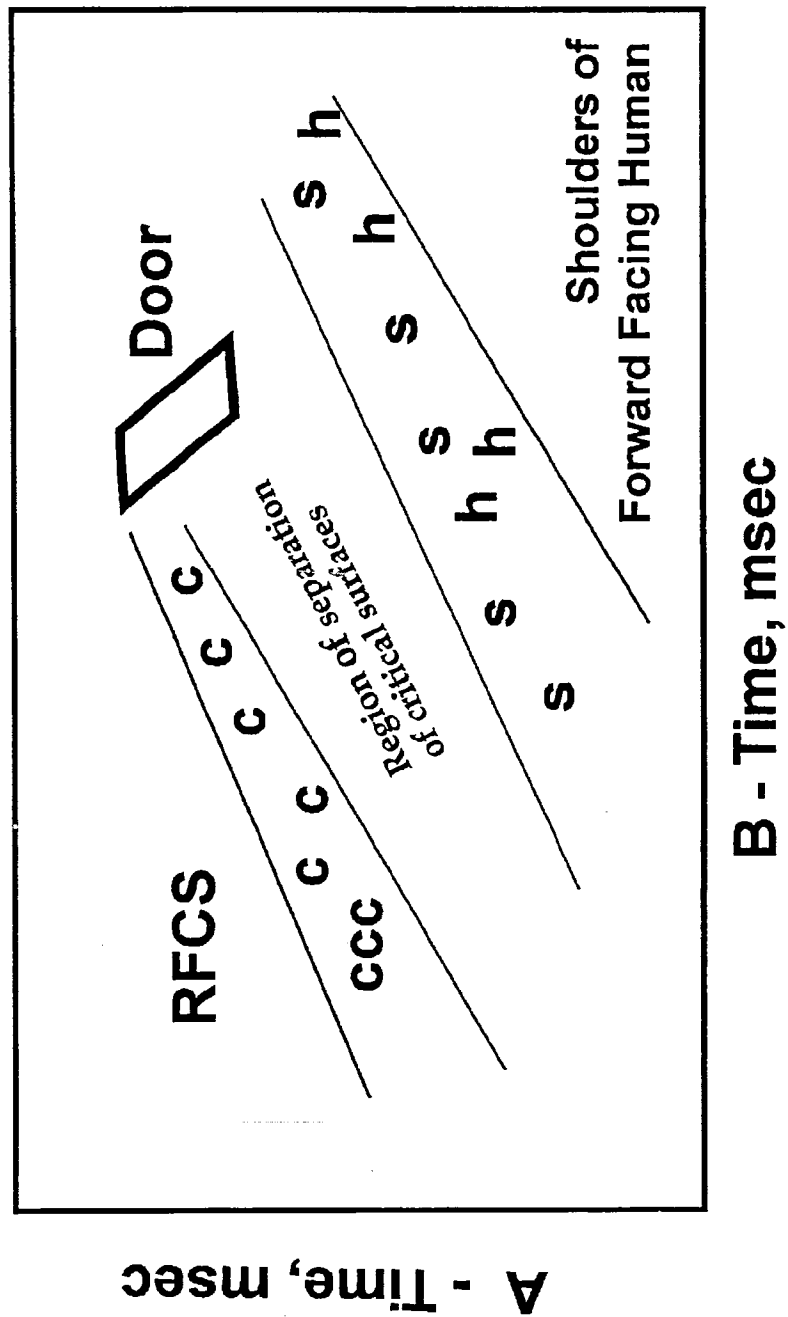 A - Time, msec
Door
RFCS
c
c
c
c c
ccc
Region of separation
of critical surfaces
s h
h
s
s
h h
s
s
Shoulders of
Forward Facing Human
B - Time, msec